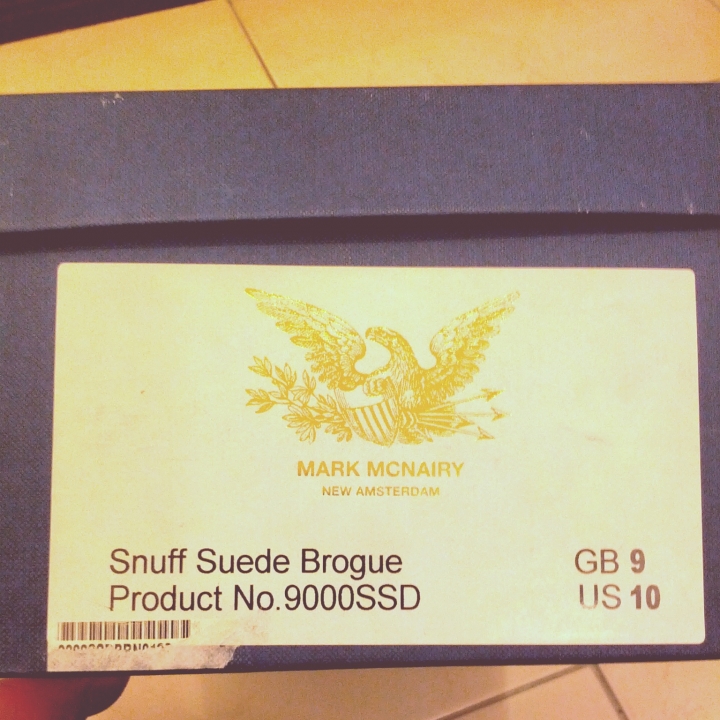 MARK MCNAIRY
NEW AMSTERDAM
Snuff Suede Brogue GB 9
Product No.9000SSD US 10